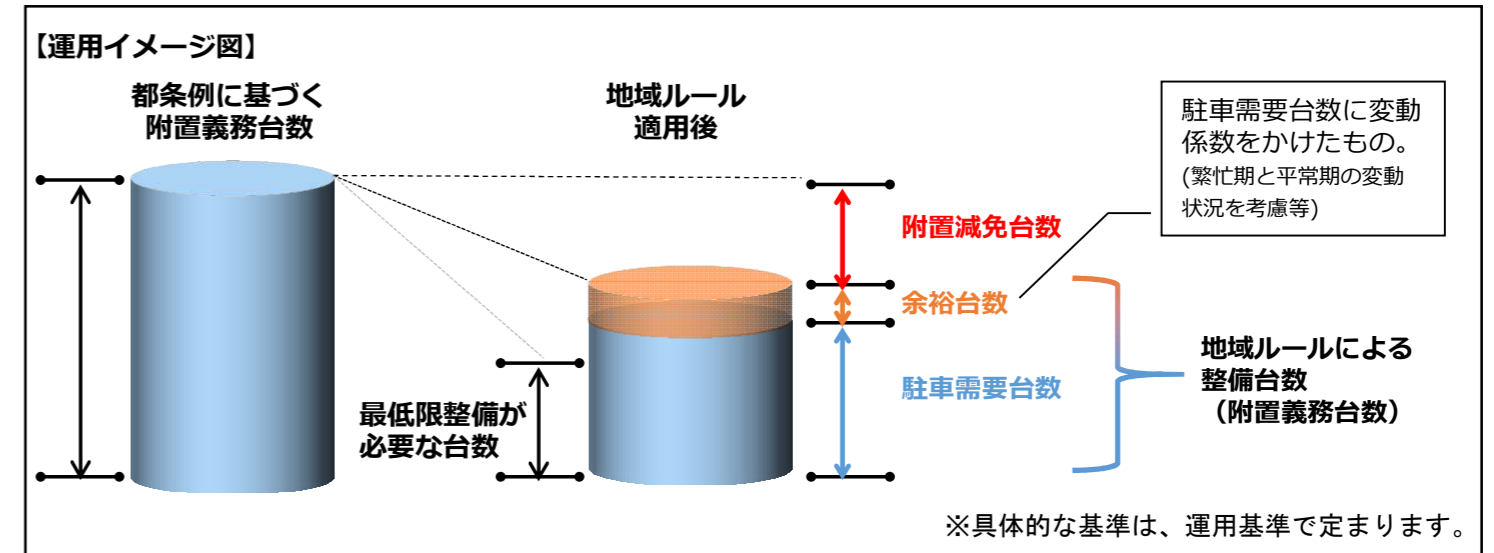 【運用イメージ図】
都条例に基づく
附置義務台数
地域ルール
適用後
駐車需要台数に変動
係数をかけたもの。
(繁忙期と平常期の変動
状況を考慮等)
附置減免台数
余裕台数
駐車需要台数
最低限整備が
必要な台数
地域ルールによる
整備台数
（附置義務台数）
※具体的な基準は、運用基準で定まります。